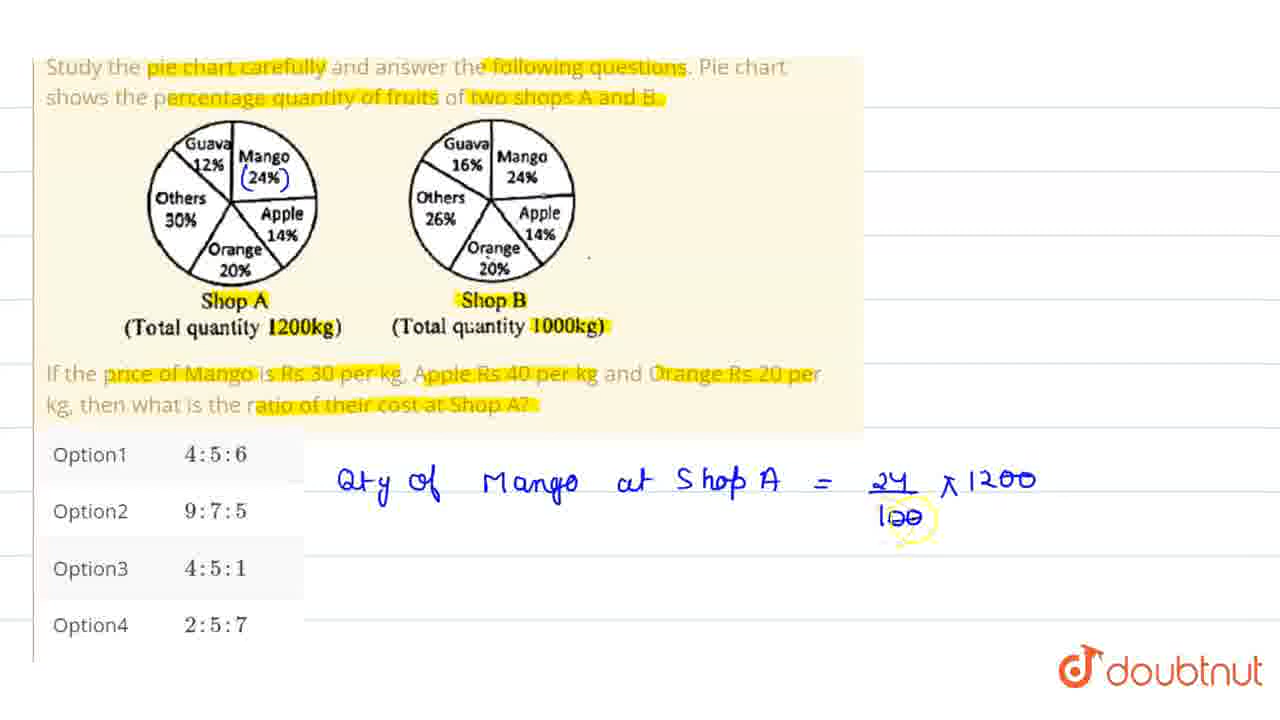 Study the pie chart carefully and answer the following questions. Pie chart
shows the percentage quantity of fruits of two shops A and B.
Guava
12%
Mango
(24%)
Others
30%
Apple
14%
Orange
20%
Shop A
(Total quantity 1200kg)
Guava
16%
Mango
24%
Others
26%
Apple
14%
Orange
20%
Shop B
(Total quantity 1000kg)
If the price of Mango is Rs 30 per kg, Apple Rs 40 per kg and Orange Rs 20 per
kg, then what is the ratio of their cost at Shop A?
Option1 4 : 5 : 6
Option2 9 : 7 : 5
Option3 4 : 5 : 1
Option4 2 : 5 : 7
Qty of Mango at Shop A = 24/100 × 1200
doubtnut